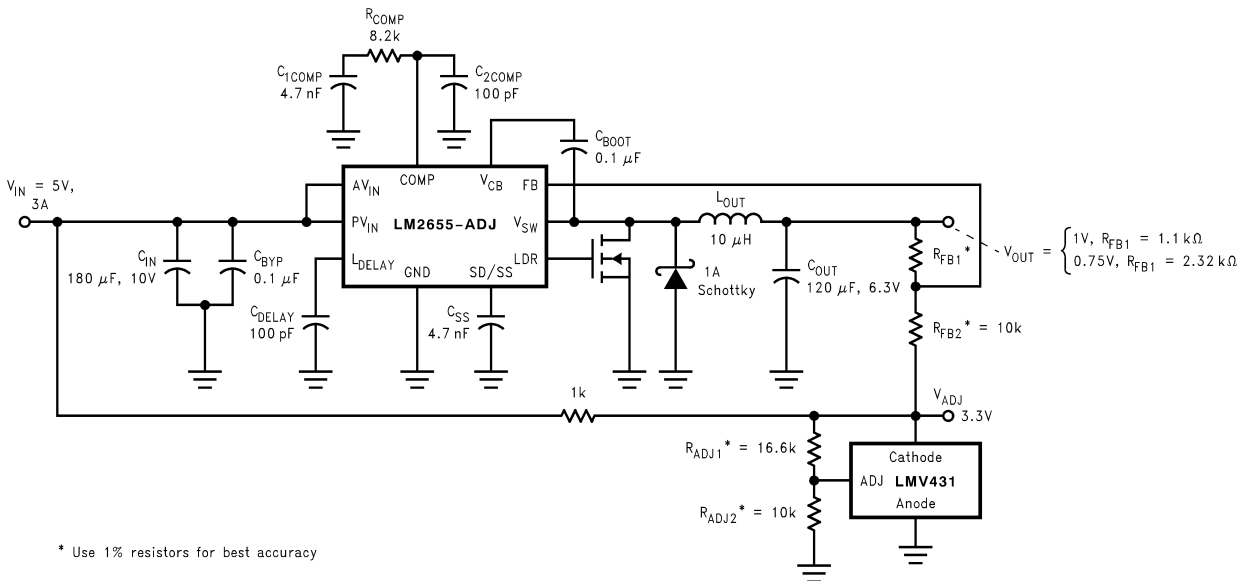 R_COMP
8.2k
C_1COMP
4.7 nF
C_2COMP
100 pF
C_BOOT
0.1 μF
V_IN = 5V,
3A
AV_IN
COMP
V_CB
FB
PV_IN
LM2655-ADJ
V_SW
L_DELAY
GND
SD/SS
LDR
L_OUT
10 μH
C_IN
180 μF, 10V
C_BYP
0.1 μF
C_DELAY
100 pF
C_SS
4.7 nF
1A
Schottky
C_OUT
120 μF, 6.3V
R_FB1*
V_OUT = { 1V, R_FB1 = 1.1 kΩ
0.75V, R_FB1 = 2.32 kΩ
R_FB2* = 10k
1k
V_ADJ
3.3V
R_ADJ1* = 16.6k
R_ADJ2* = 10k
Cathode
ADJ LMV431
Anode
* Use 1% resistors for best accuracy